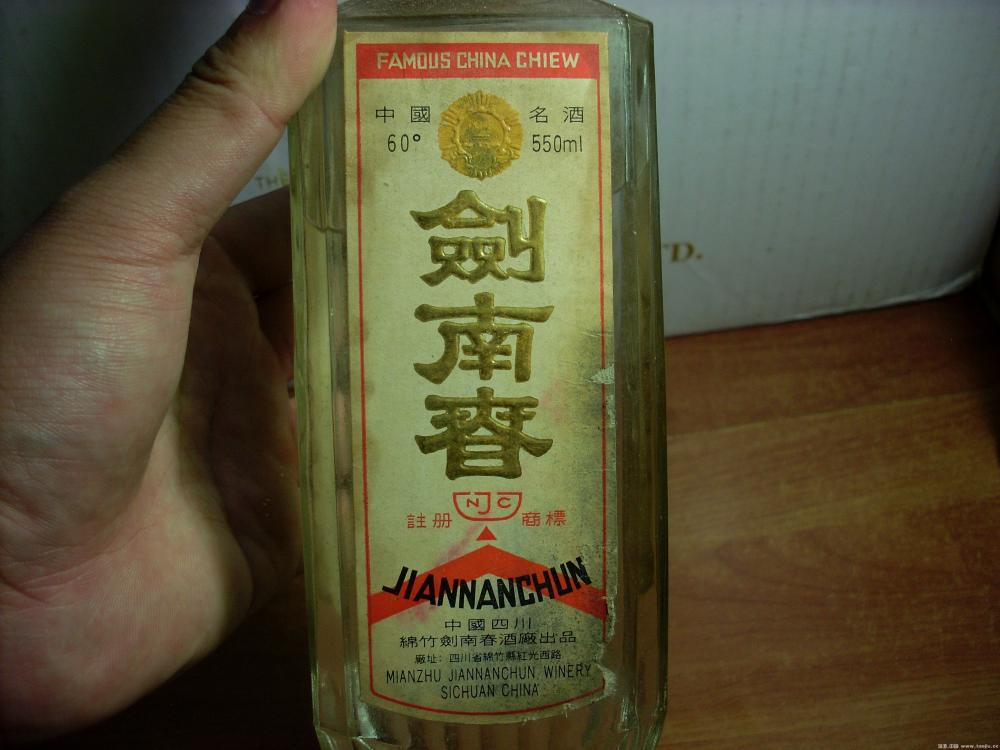 FAMOUS CHINA CHIEW
中國 名酒
60° 550ml
劍南春
NJC
註册 商標
JIANNANCHUN
中國四川
綿竹劍南春酒廠出品
廠址：四川省綿竹縣紅光西路
MIANZHU JIANNANCHUN WINERY
SICHUAN CHINA
TD.